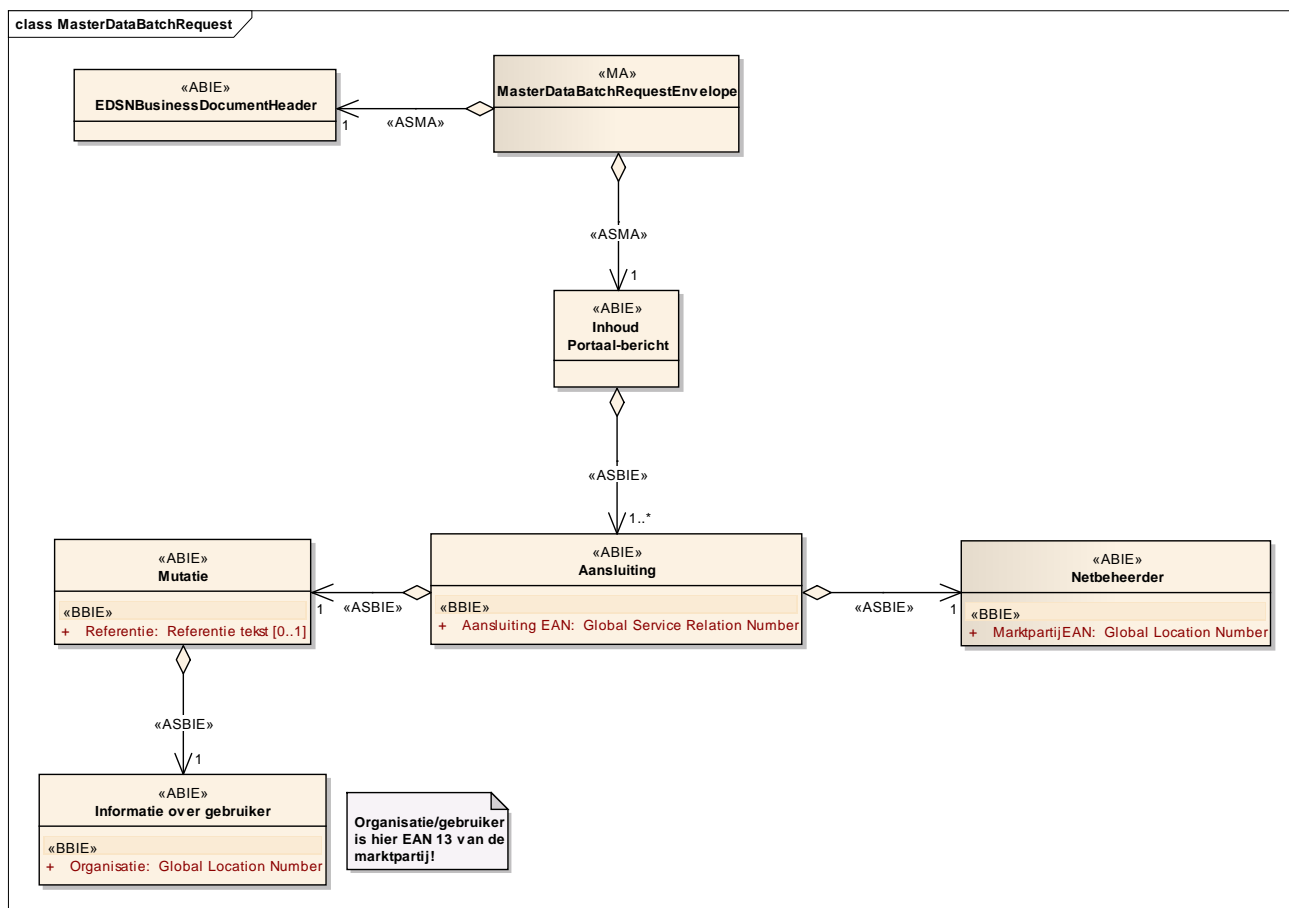 class MasterDataBatchRequest
«ABIE»
EDSNBusinessDocumentHeader
«MA»
MasterDataBatchRequestEnvelope
1
«ASMA»
«ASMA»
1
«ABIE»
Inhoud
Portaal-bericht
«ASBIE»
1..*
«ABIE»
Mutatie
«BBIE»
+ Referentie: Referentie tekst [0..1]
1
«ASBIE»
«ABIE»
Aansluiting
«BBIE»
+ Aansluiting EAN: Global Service Relation Number
«ASBIE»
1
«ABIE»
Netbeheerder
«BBIE»
+ MarktpartijEAN: Global Location Number
«ASBIE»
1
«ABIE»
Informatie over gebruiker
«BBIE»
+ Organisatie: Global Location Number
Organisatie/gebruiker
is hier EAN 13 van de
marktpartij!